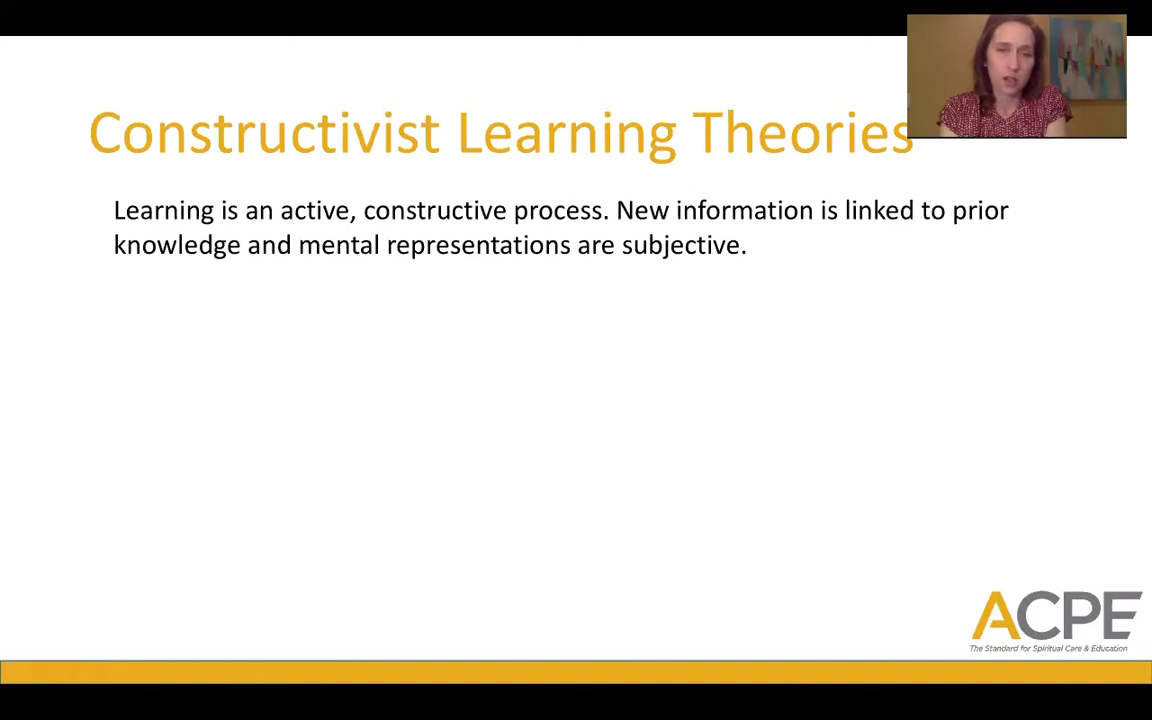 Constructivist Learning Theories
Learning is an active, constructive process. New information is linked to prior
knowledge and mental representations are subjective.
ACPE
The Standard for Spiritual Care & Education